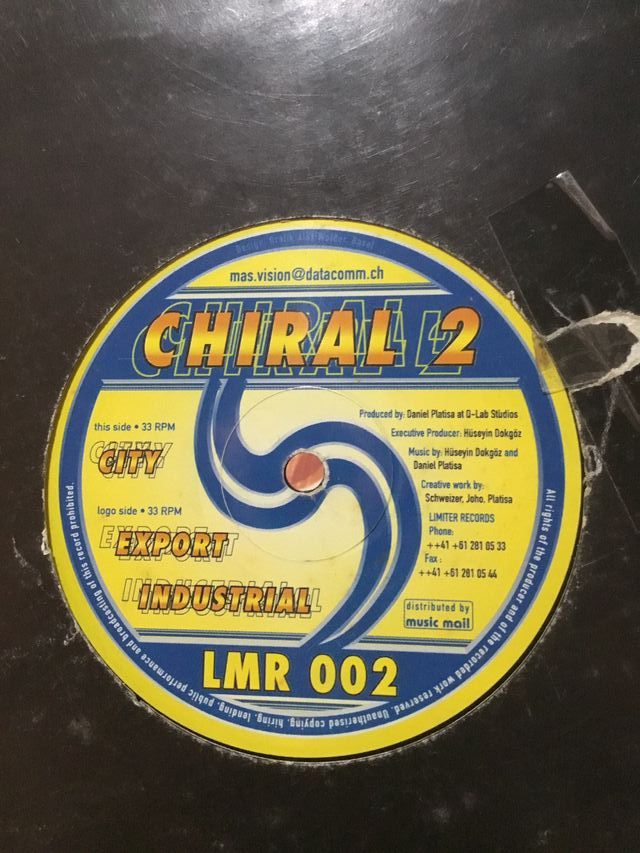 mas.vision@datacomm.ch
CHIRAL 2
this side • 33 RPM
CITY
logo side • 33 RPM
EXPORT
INDUSTRIAL
Produced by: Daniel Platisa at Q-Lab Studios
Executive Producer: Hüseyin Dokgöz
Music by: Hüseyin Dokgöz and
Daniel Platisa
Creative work by:
Schweizer, Joho, Platisa
LIMITER RECORDS
Phone:
++41 +61 281 05 33
Fax:
++41 +61 281 05 44
distributed by
music mail
LMR 002
All rights of the producer and of the recorded work reserved. Unauthorised copying, hiring, lending, public performance and broadcasting of this record prohibited.